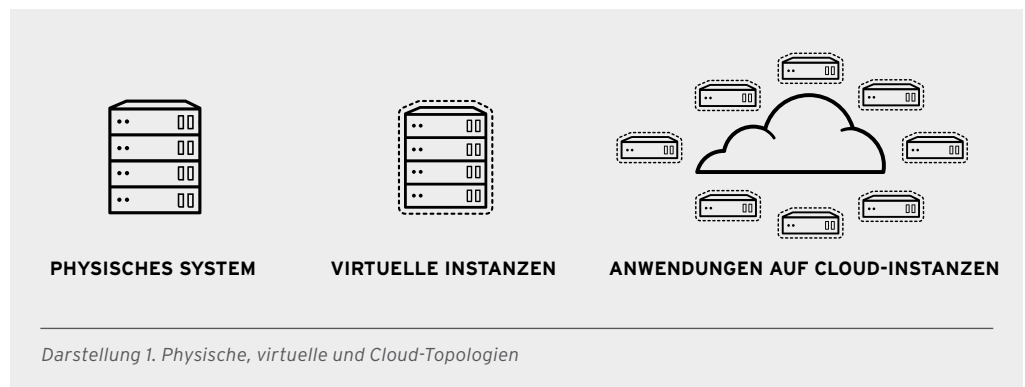 PHYSISCHES SYSTEM
VIRTUELLE INSTANZEN
ANWENDUNGEN AUF CLOUD-INSTANZEN
Darstellung 1. Physische, virtuelle und Cloud-Topologien